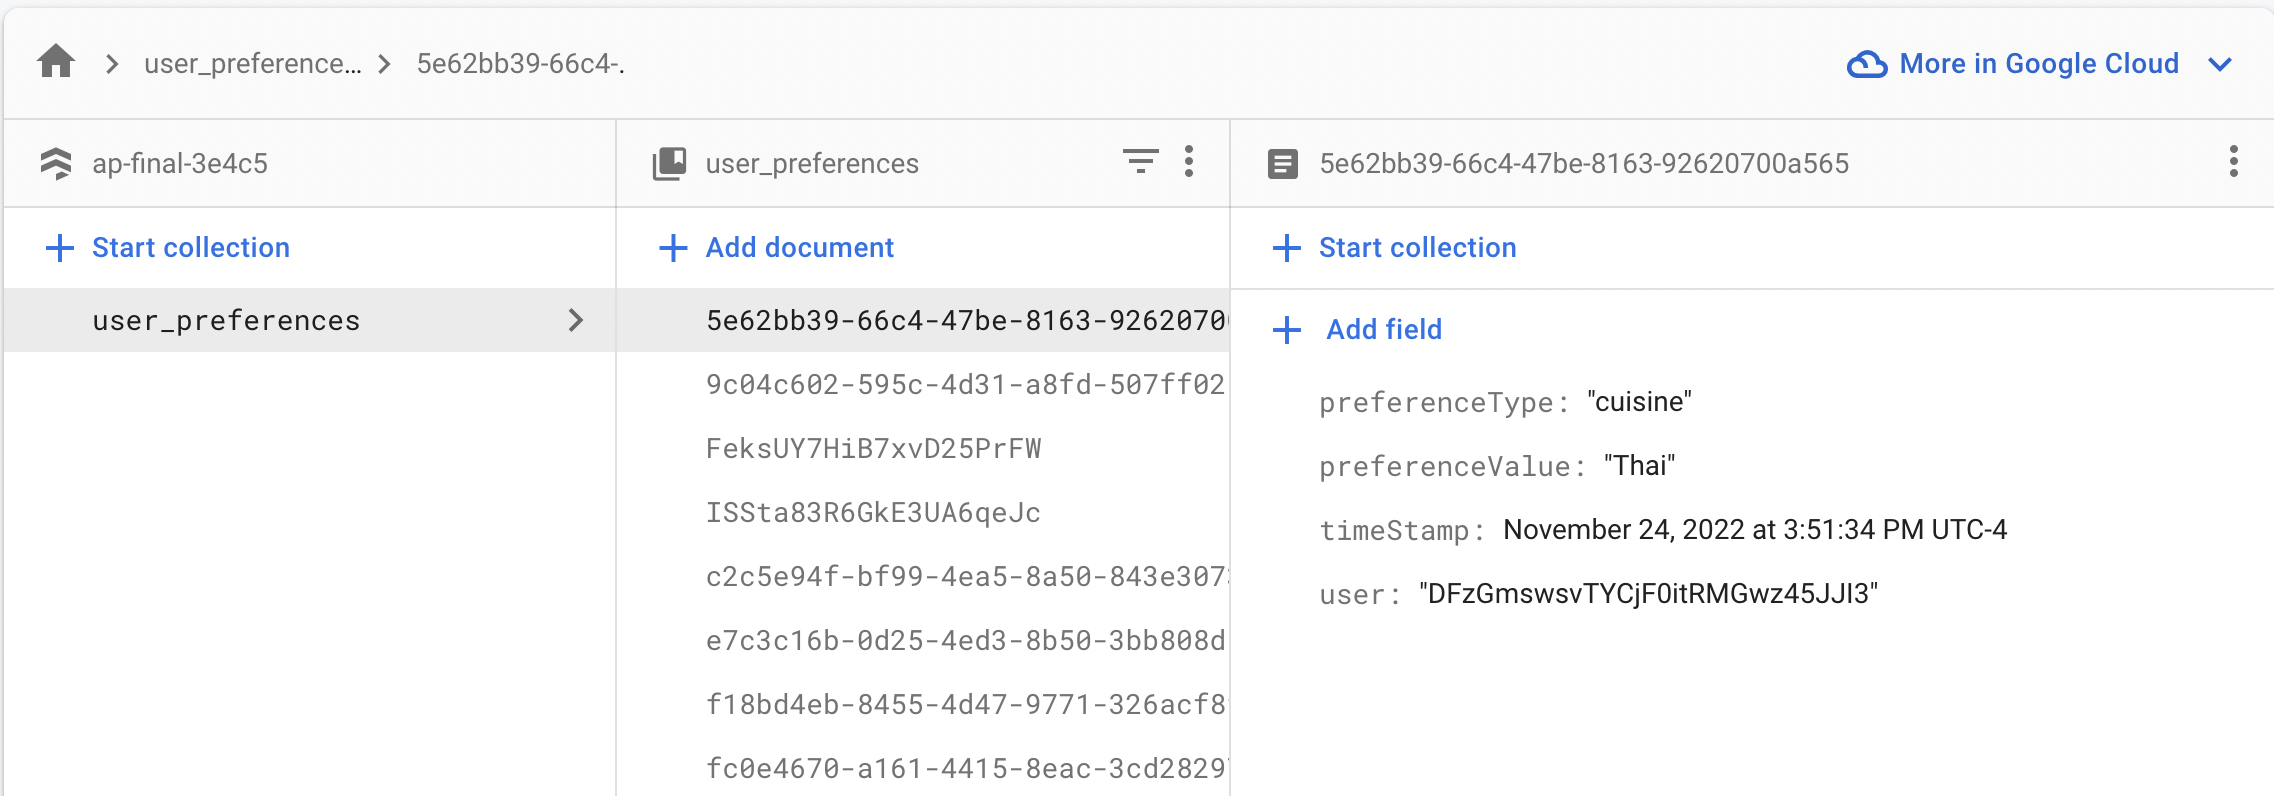 user_preference... > 5e62bb39-66c4-.
More in Google Cloud
ap-final-3e4c5
Start collection
user_preferences
user_preferences
Add document
5e62bb39-66c4-47be-8163-9262070
9c04c602-595c-4d31-a8fd-507ff02
FeksUY7HiB7xvD25PrFW
ISSta83R6GkE3UA6qeJc
c2c5e94f-bf99-4ea5-8a50-843e307
e7c3c16b-0d25-4ed3-8b50-3bb808d
f18bd4eb-8455-4d47-9771-326acf8
fc0e4670-a161-4415-8eac-3cd2829
5e62bb39-66c4-47be-8163-92620700a565
Start collection
Add field
preferenceType: "cuisine"
preferenceValue: "Thai"
timeStamp: November 24, 2022 at 3:51:34 PM UTC-4
user: "DFzGmswsvTYCjF0itRMGwz45JJI3"